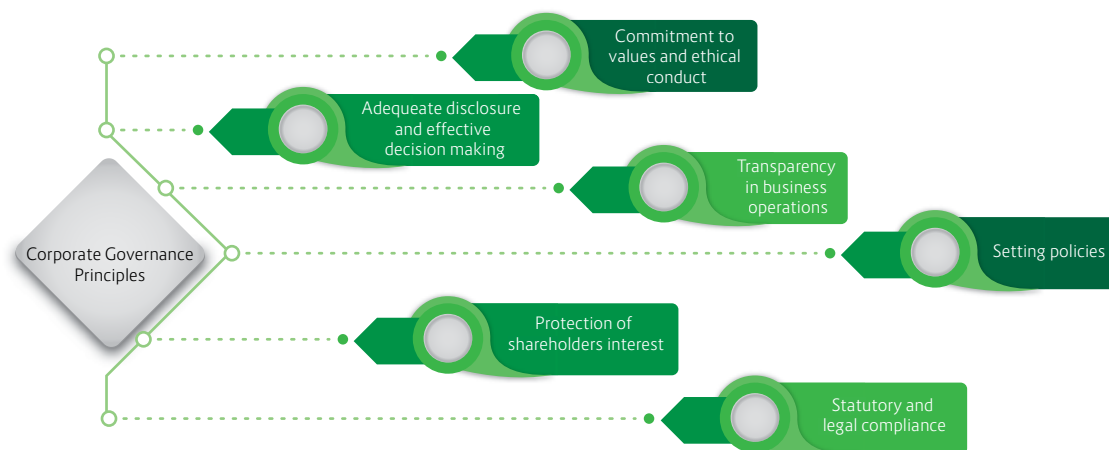 Commitment to
values and ethical
conduct
Adequeate disclosure
and effective
decision making
Transparency
in business
operations
Corporate Governance
Principles
Setting policies
Protection of
shareholders interest
Statutory and
legal compliance